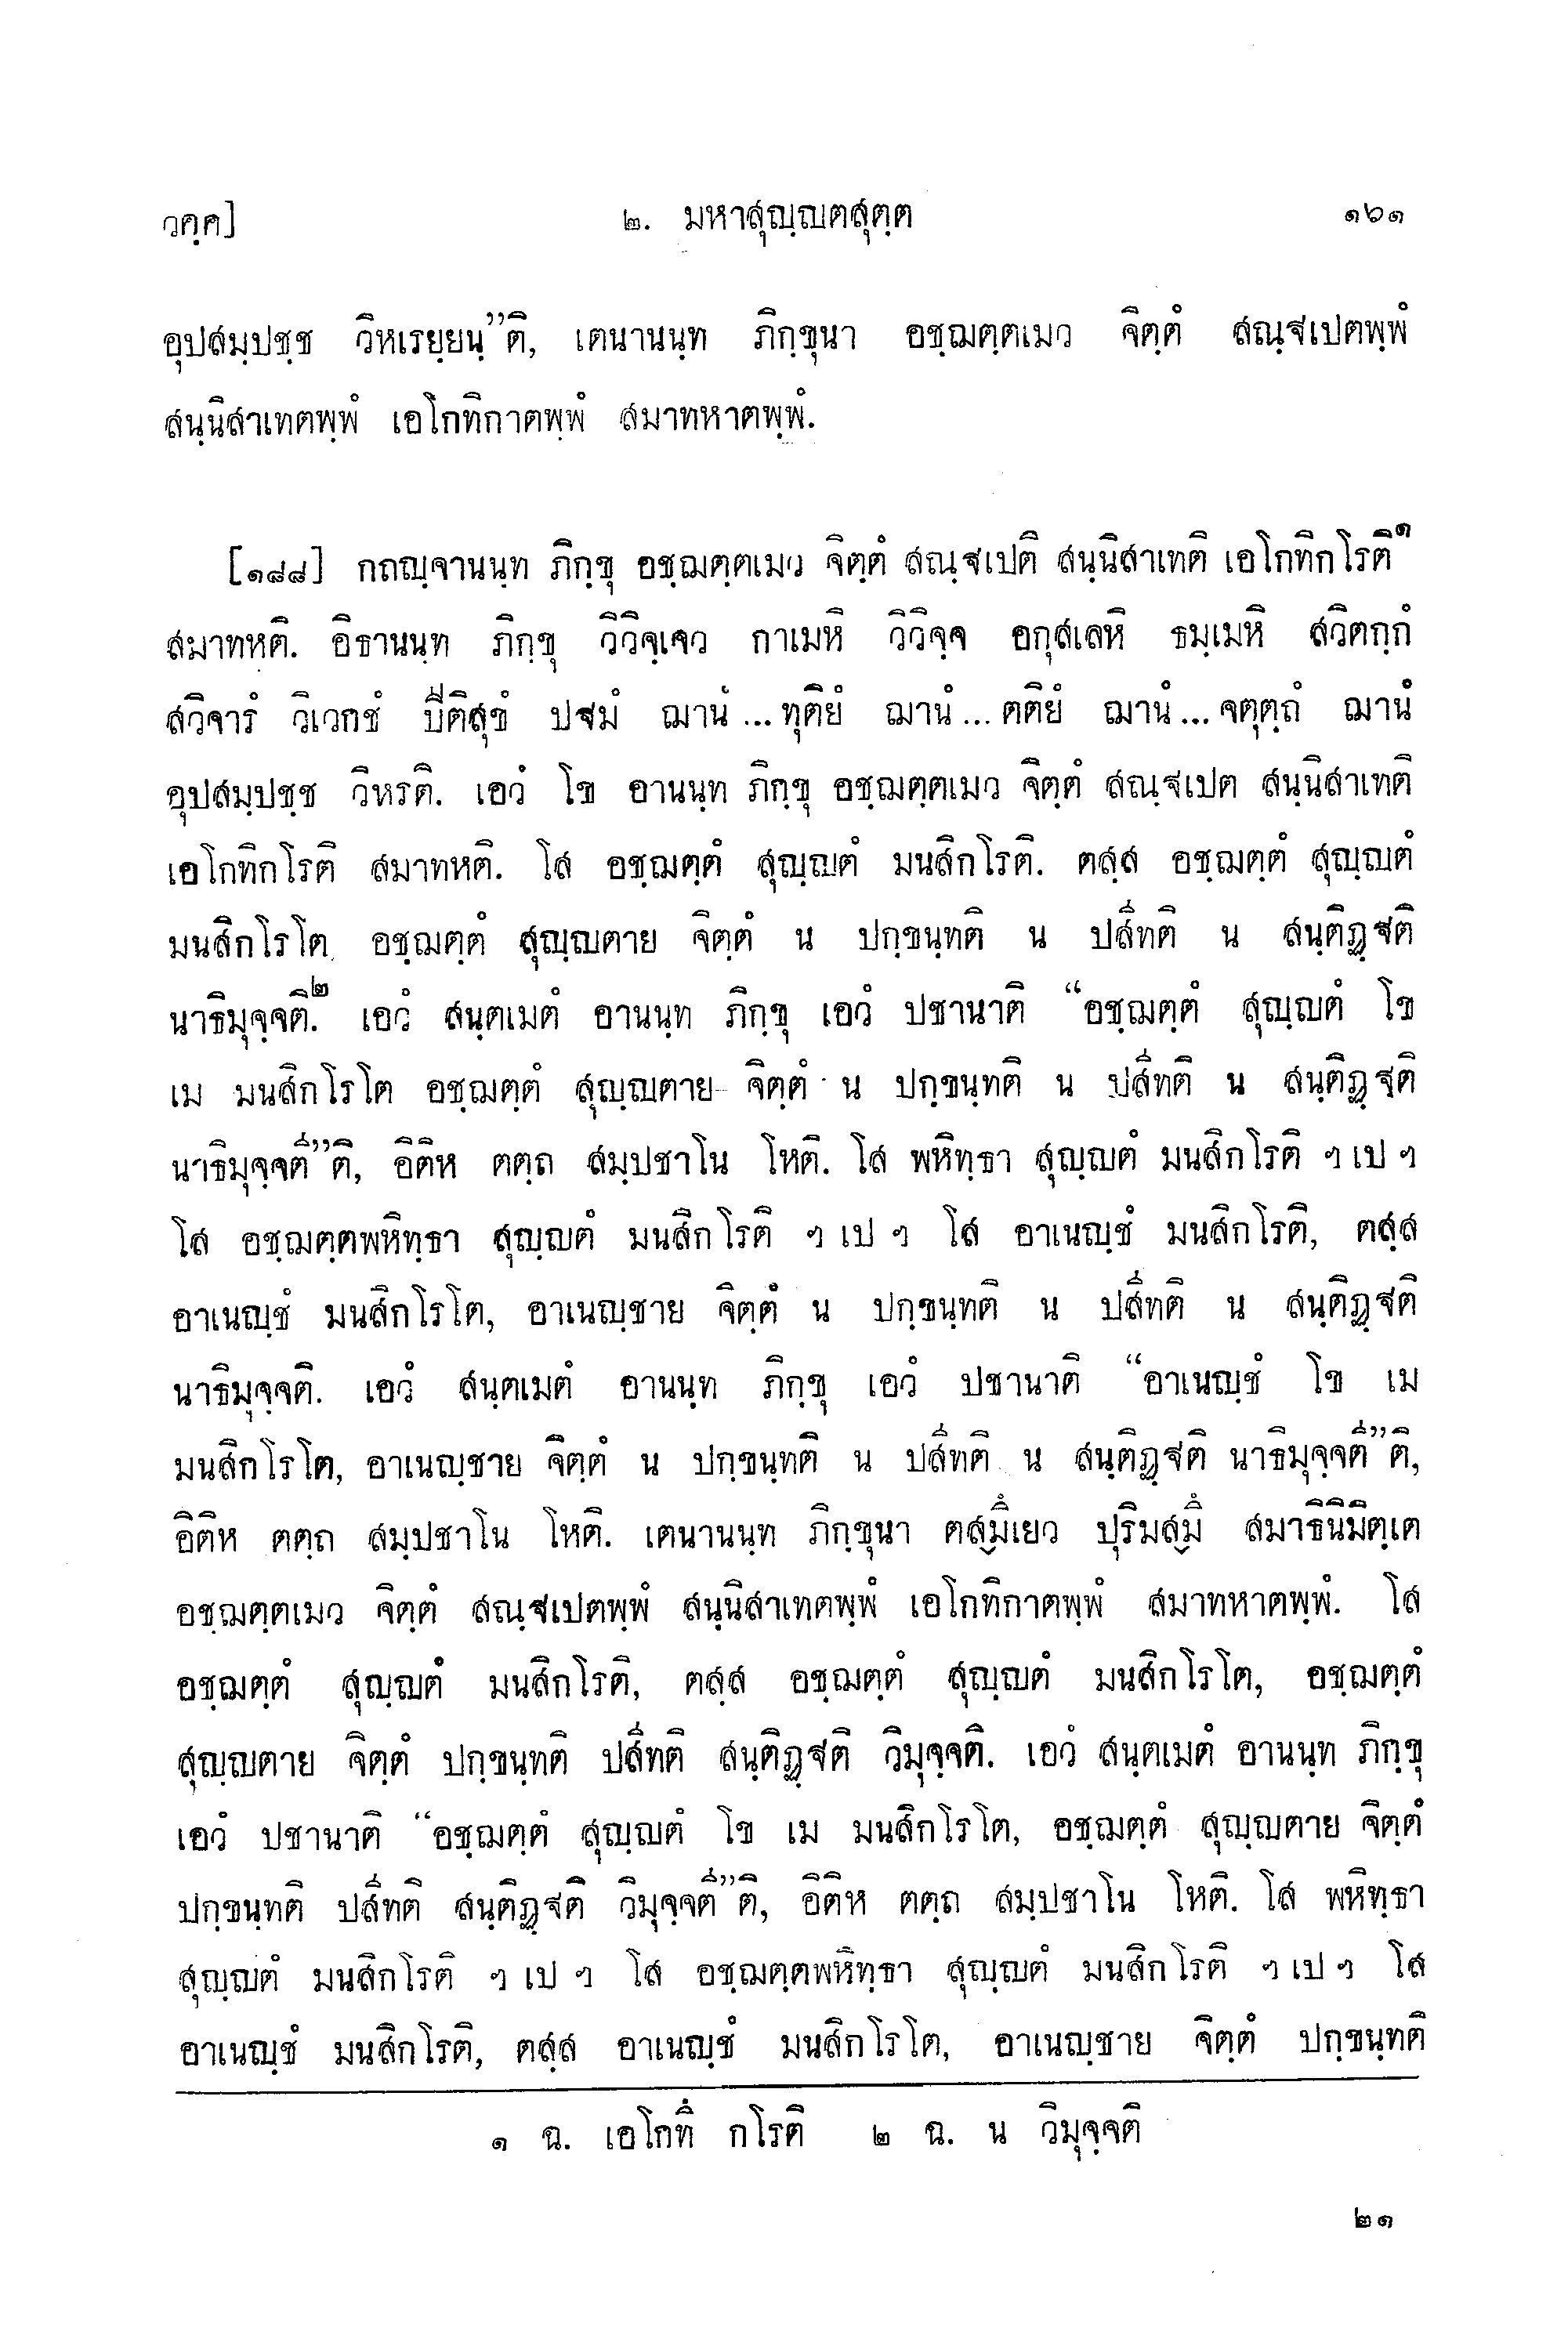 วคฺค]
๒. มหาสุญฺญตสุตฺต
๑๖๑
อุปสมฺปชฺช วิหเรยฺยนฺ”ติ, เตนานนฺท ภิกฺขุนา อชฺฌตฺตเมว จิตฺตํ สณฺฐเปตพฺพํ
สนฺนิสาเทตพฺพํ เอโกทิกาตพฺพํ สมาทหาตพฺพํ.
[๑๘๘] กถญฺจานนฺท ภิกฺขุ อชฺฌตฺตเมว จิตฺตํ สณฺฐเปติ สนฺนิสาเทติ เอโกทิกโรติ๑
สมาทหติ. อิธานนฺท ภิกฺขุ วิวิจฺเจว กาเมหิ วิวิจฺจ อกุสเลหิ ธมฺเมหิ สวิตกฺกํ
สวิจารํ วิเวกชํ ปีติสุขํ ปฐมํ ฌานํ ... ทุติยํ ฌานํ ... ตติยํ ฌานํ ... จตุตฺถํ ฌานํ
อุปสมฺปชฺช วิหรติ. เอวํ โข อานนฺท ภิกฺขุ อชฺฌตฺตเมว จิตฺตํ สณฺฐเปต สนฺนิสาเทติ
เอโกทิกโรติ สมาทหติ. โส อชฺฌตฺตํ สุญฺญตํ มนสิกโรติ. ตสฺส อชฺฌตฺตํ สุญฺญตํ
มนสิกโรโต อชฺฌตฺตํ สุญฺญตาย จิตฺตํ น ปกฺขนฺทติ น ปสีทติ น สนฺติฏฺฐติ
นาธิมุจฺจติ.๒ เอวํ สนฺตเมตํ อานนฺท ภิกฺขุ เอวํ ปชานาติ “อชฺฌตฺตํ สุญฺญตํ โข
เม มนสิกโรโต อชฺฌตฺตํ สุญฺญตาย จิตฺตํ น ปกฺขนฺทติ น ปสีทติ น สนฺติฏฺฐติ
นาธิมุจฺจตี”ติ, อิติห ตตฺถ สมฺปชาโน โหติ. โส พหิทฺธา สุญฺญตํ มนสิกโรติ ฯ เป ฯ
โส อชฺฌตฺตพหิทฺธา สุญฺญตํ มนสิกโรติ ฯ เป ฯ โส อาเนญฺชํ มนสิกโรติ, ตสฺส
อาเนญฺชํ มนสิกโรโต, อาเนญฺชาย จิตฺตํ น ปกฺขนฺทติ น ปสีทติ น สนฺติฏฺฐติ
นาธิมุจฺจติ. เอวํ สนฺตเมตํ อานนฺท ภิกฺขุ เอวํ ปชานาติ “อาเนญฺชํ โข เม
มนสิกโรโต, อาเนญฺชาย จิตฺตํ น ปกฺขนฺทติ น ปสีทติ น สนฺติฏฺฐติ นาธิมุจฺจตี”ติ,
อิติห ตตฺถ สมฺปชาโน โหติ. เตนานนฺท ภิกฺขุนา ตสฺมึเยว ปุริมสฺมึ สมาธินิมิตฺเต
อชฺฌตฺตเมว จิตฺตํ สณฺฐเปตพฺพํ สนฺนิสาเทตพฺพํ เอโกทิกาตพฺพํ สมาทหาตพฺพํ. โส
อชฺฌตฺตํ สุญฺญตํ มนสิกโรติ, ตสฺส อชฺฌตฺตํ สุญฺญตํ มนสิกโรโต, อชฺฌตฺตํ
สุญฺญตาย จิตฺตํ ปกฺขนฺทติ ปสีทติ สนฺติฏฺฐติ วิมุจฺจติ. เอวํ สนฺตเมตํ อานนฺท ภิกฺขุ
เอวํ ปชานาติ “อชฺฌตฺตํ สุญฺญตํ โข เม มนสิกโรโต, อชฺฌตฺตํ สุญฺญตาย จิตฺตํ
ปกฺขนฺทติ ปสีทติ สนฺติฏฺฐติ วิมุจฺจตี”ติ, อิติห ตตฺถ สมฺปชาโน โหติ. โส พหิทฺธา
สุญฺญตํ มนสิกโรติ ฯ เป ฯ โส อชฺฌตฺตพหิทฺธา สุญฺญตํ มนสิกโรติ ฯ เป ฯ โส
อาเนญฺชํ มนสิกโรติ, ตสฺส อาเนญฺชํ มนสิกโรโต, อาเนญฺชาย จิตฺตํ ปกฺขนฺทติ
๑ ฉ. เอโกทึ กโรติ ๒ ฉ. น วิมุจฺจติ
๒๑